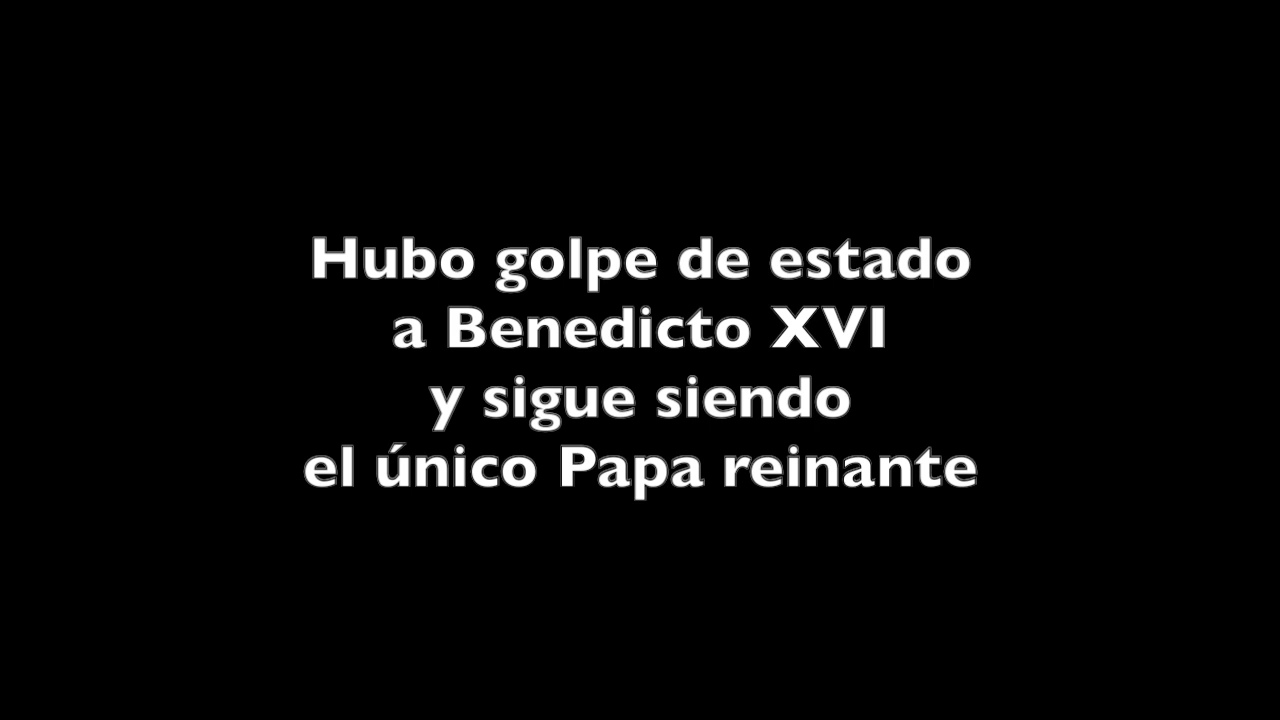 Hubo golpe de estado
a Benedicto XVI
y sigue siendo
el único Papa reinante